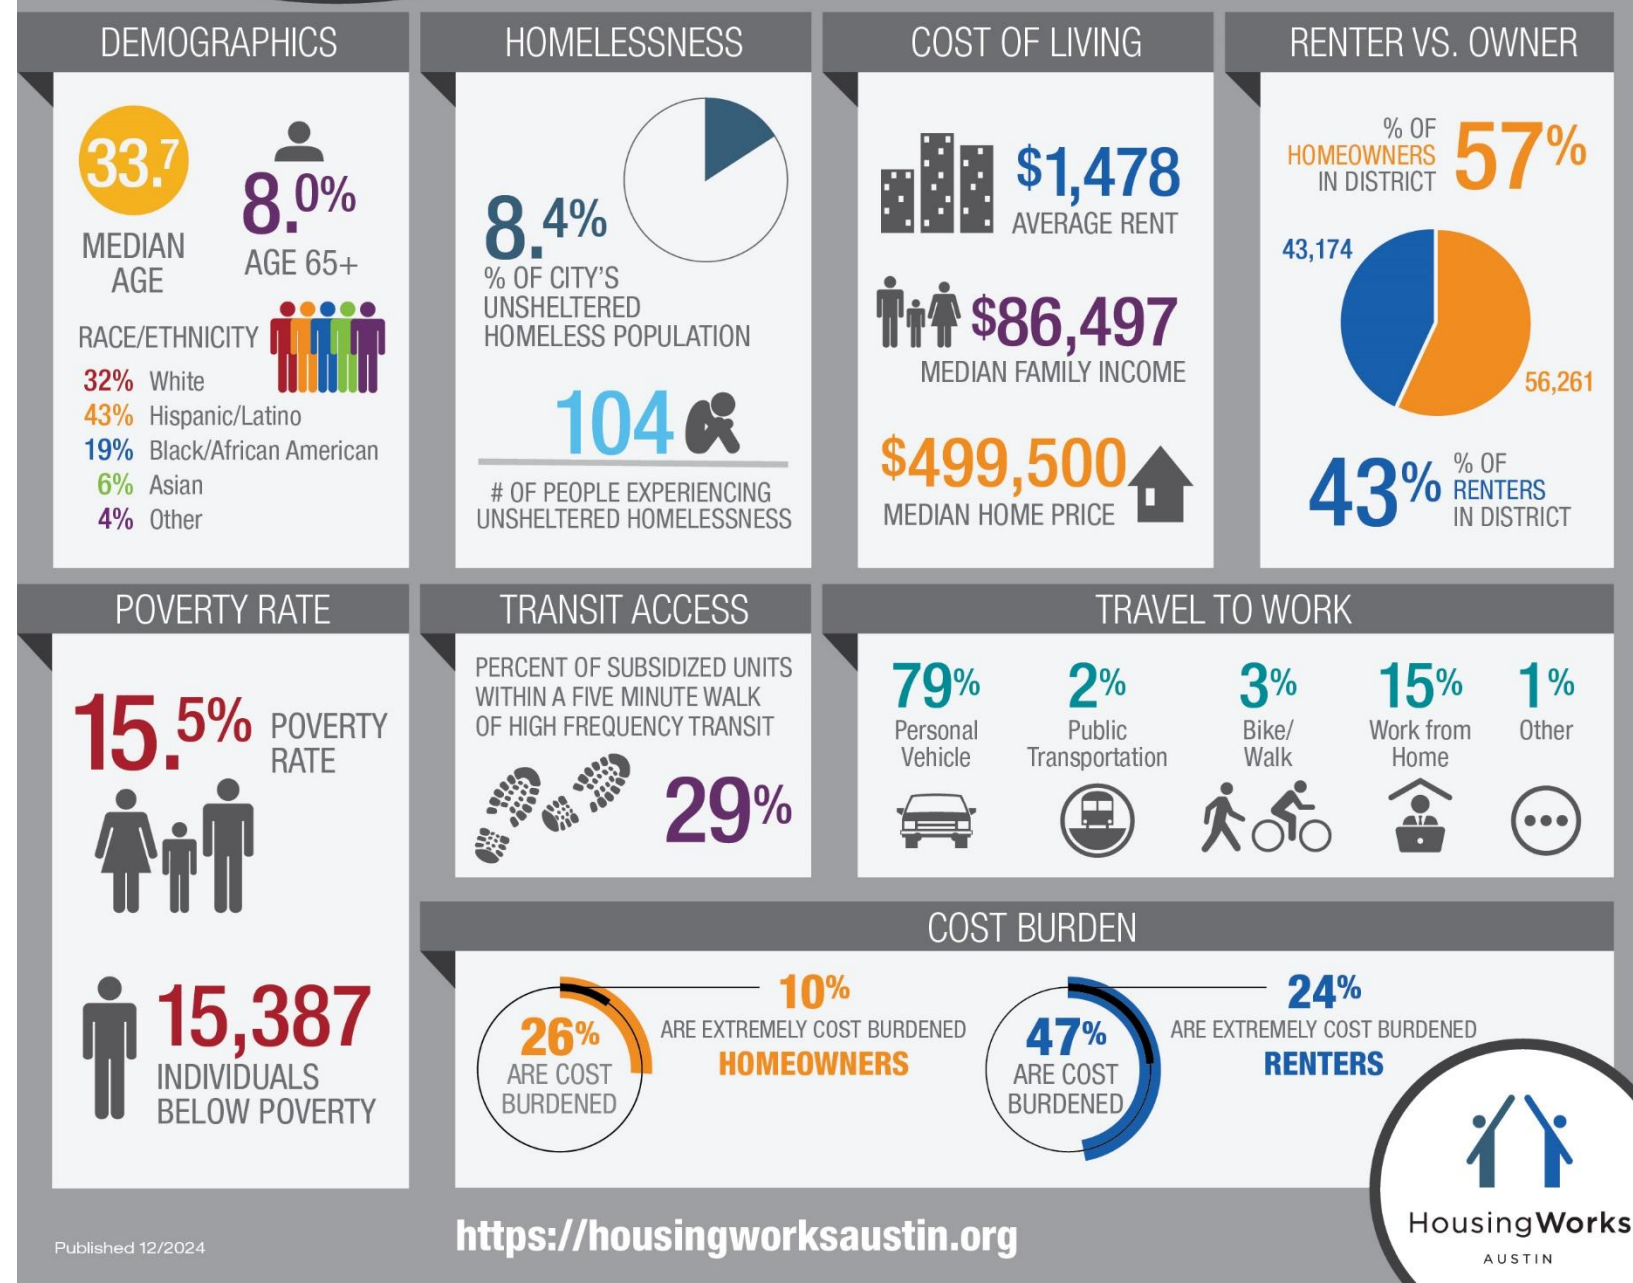 DEMOGRAPHICS
33.7
MEDIAN
AGE
8.0%
AGE 65+
RACE/ETHNICITY
32% White
43% Hispanic/Latino
19% Black/African American
6% Asian
4% Other
HOMELESSNESS
8.4%
% OF CITY'S
UNSHELTERED
HOMELESS POPULATION
104
# OF PEOPLE EXPERIENCING
UNSHELTERED HOMELESSNESS
COST OF LIVING
$1,478
AVERAGE RENT
$86,497
MEDIAN FAMILY INCOME
$499,500
MEDIAN HOME PRICE
RENTER VS. OWNER
% OF
HOMEOWNERS
IN DISTRICT
57%
43,174
56,261
43%
% OF
RENTERS
IN DISTRICT
POVERTY RATE
15.5%
POVERTY
RATE
15,387
INDIVIDUALS
BELOW POVERTY
TRANSIT ACCESS
PERCENT OF SUBSIDIZED UNITS
WITHIN A FIVE MINUTE WALK
OF HIGH FREQUENCY TRANSIT
29%
TRAVEL TO WORK
79%
Personal
Vehicle
2%
Public
Transportation
3%
Bike/
Walk
15%
Work from
Home
1%
Other
COST BURDEN
26%
ARE COST
BURDENED
10%
ARE EXTREMELY COST BURDENED
HOMEOWNERS
47%
ARE COST
BURDENED
24%
ARE EXTREMELY COST BURDENED
RENTERS
Published 12/2024
https://housingworksaustin.org
HousingWorks
AUSTIN